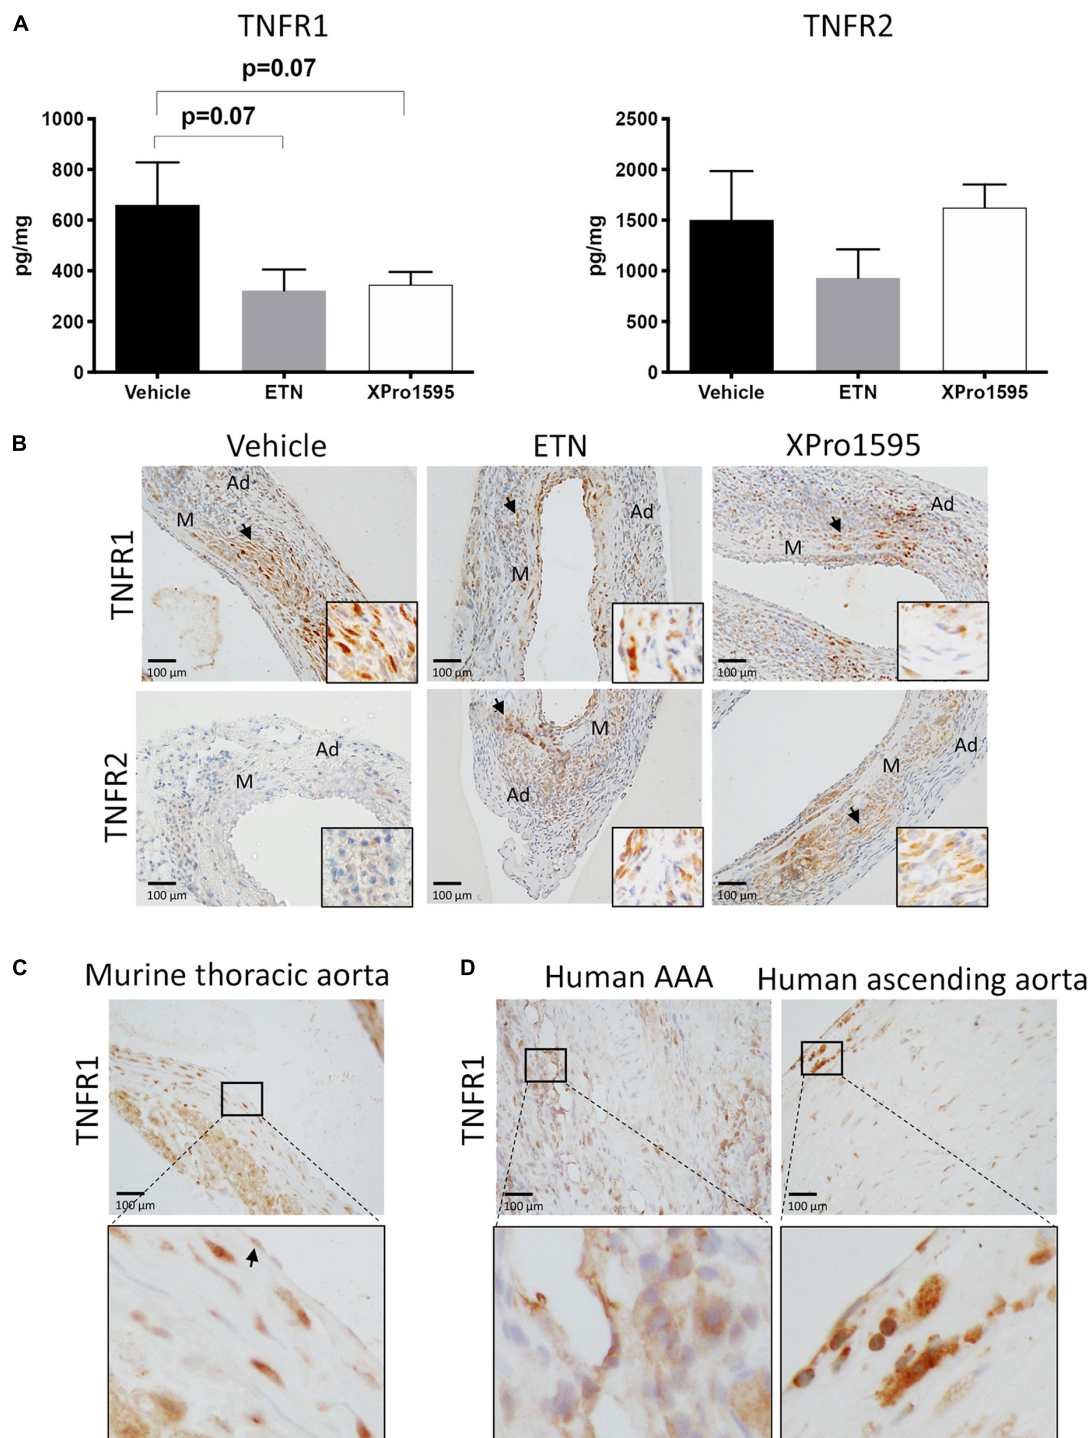 A
TNFR1
TNFR2
p=0.07
p=0.07
1000
800
600
400
200
0
pg/mg
Vehicle
ETN
XPro1595
2500
2000
1500
1000
500
0
pg/mg
Vehicle
ETN
XPro1595
B
Vehicle
ETN
XPro1595
TNFR1
Ad
M
100 µm
Ad
M
100 µm
Ad
M
100 µm
TNFR2
Ad
M
100 µm
M
Ad
100 µm
M
Ad
100 µm
C
Murine thoracic aorta
TNFR1
100 µm
D
Human AAA
Human ascending aorta
TNFR1
100 µm
100 µm